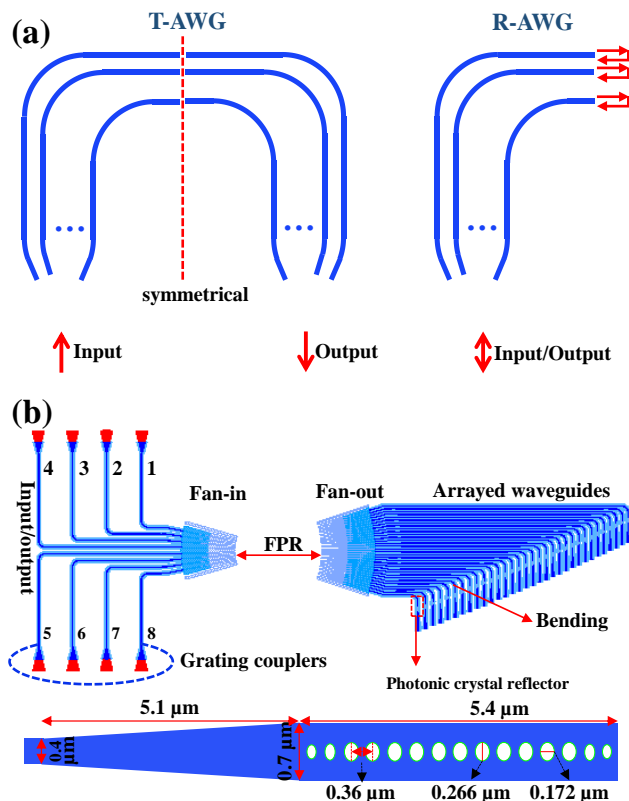 (a)
T-AWG
R-AWG
symmetrical
Input
Output
Input/Output
(b)
4 3 2 1
Input/output
Fan-in
Fan-out
Arrayed waveguides
FPR
Bending
5 6 7 8
Grating couplers
Photonic crystal reflector
5.1 μm
5.4 μm
0.4 μm
0.7 μm
0.36 μm
0.266 μm
0.172 μm